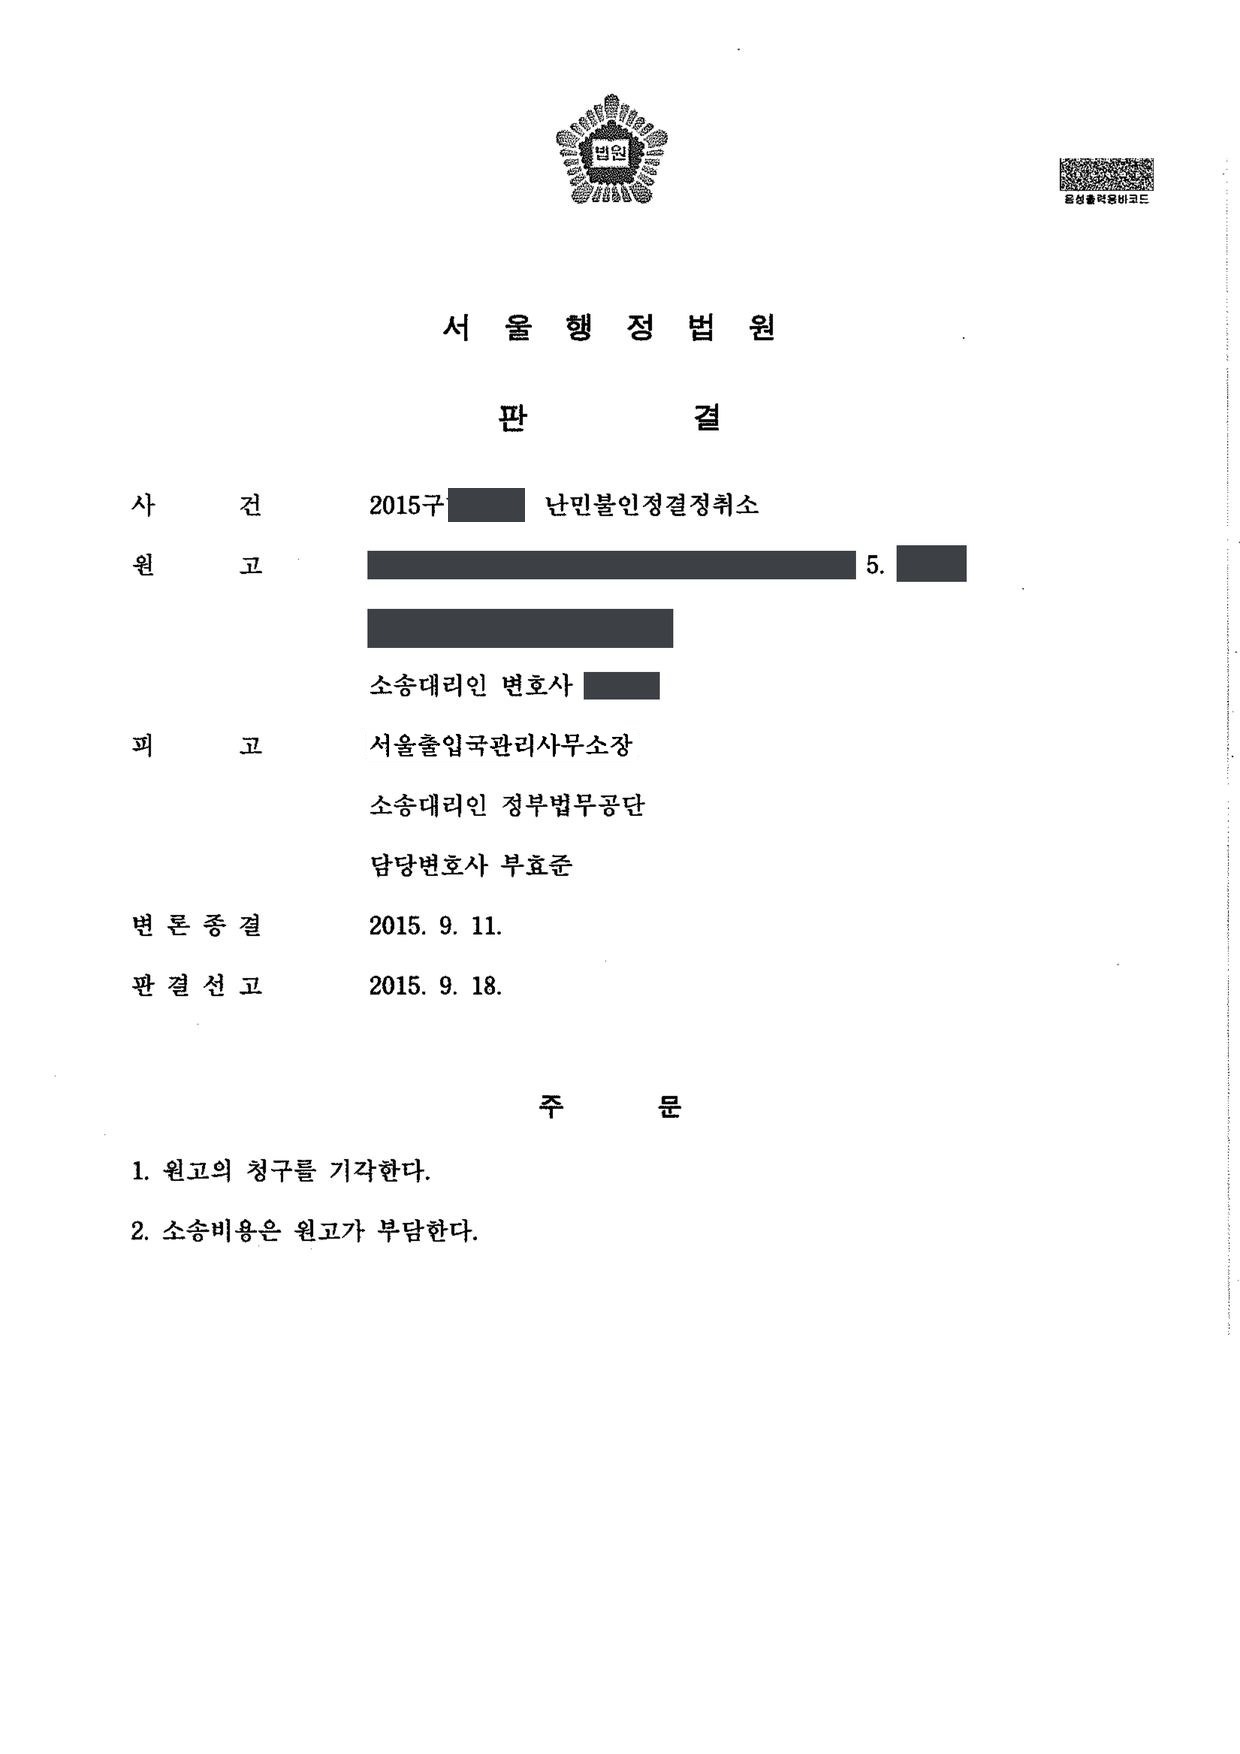 법원
음성출력용바코드
서 울 행 정 법 원
판 결
사 건 2015구 난민불인정결정취소
원 고 5.
소송대리인 변호사
피 고 서울출입국관리사무소장
소송대리인 정부법무공단
담당변호사 부효준
변 론 종 결 2015. 9. 11.
판 결 선 고 2015. 9. 18.
주 문
1. 원고의 청구를 기각한다.
2. 소송비용은 원고가 부담한다.